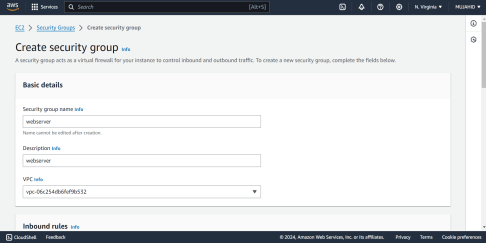 aws
Services
Search
[Alt+S]
N. Virginia
MUJAHID
EC2 > Security Groups > Create security group
Create security group Info
A security group acts as a virtual firewall for your instance to control inbound and outbound traffic. To create a new security group, complete the fields below.
Basic details
Security group name Info
webserver
Name cannot be edited after creation.
Description Info
webserver
VPC Info
vpc-06c254db6fef9b532
Inbound rules Info
CloudShell Feedback
© 2024, Amazon Web Services, Inc. or its affiliates. Privacy Terms Cookie preferences